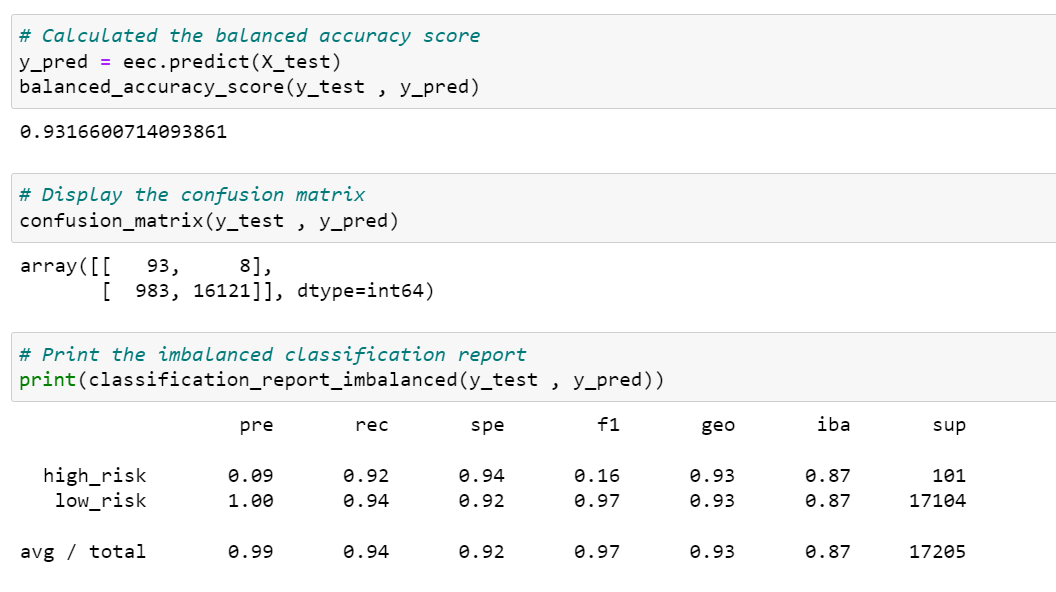 # Calculated the balanced accuracy score
y_pred = eec.predict(X_test)
balanced_accuracy_score(y_test , y_pred)
0.9316600714093861
# Display the confusion matrix
confusion_matrix(y_test , y_pred)
array([[   93,     8],
       [  983, 16121]], dtype=int64)
# Print the imbalanced classification report
print(classification_report_imbalanced(y_test , y_pred))
                   pre       rec       spe        f1       geo       iba       sup
  high_risk       0.09      0.92      0.94      0.16      0.93      0.87       101
   low_risk       1.00      0.94      0.92      0.97      0.93      0.87     17104
avg / total       0.99      0.94      0.92      0.97      0.93      0.87     17205